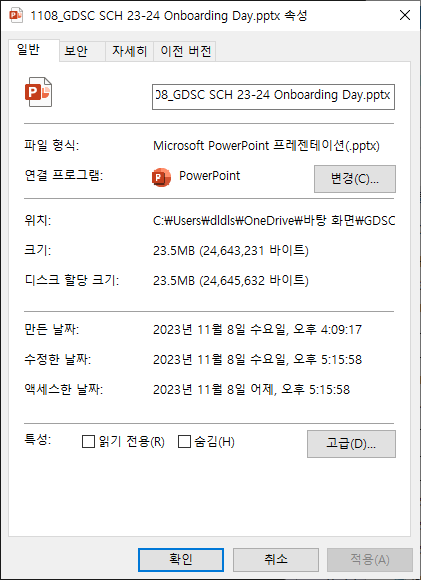 1108_GDSC SCH 23-24 Onboarding Day.pptx 속성
일반 보안 자세히 이전 버전
08_GDSC SCH 23-24 Onboarding Day.pptx
파일 형식: Microsoft PowerPoint 프레젠테이션(.pptx)
연결 프로그램: PowerPoint 변경(C)...
위치: C:₩Users₩dldls₩OneDrive₩바탕 화면₩GDSC
크기: 23.5MB (24,643,231 바이트)
디스크 할당 크기: 23.5MB (24,645,632 바이트)
만든 날짜: 2023년 11월 8일 수요일, 오후 4:09:17
수정한 날짜: 2023년 11월 8일 수요일, 오후 5:15:58
액세스한 날짜: 2023년 11월 8일 어제, 오후 5:15:58
특성: 읽기 전용(R) 숨김(H) 고급(D)...
확인 취소 적용(A)